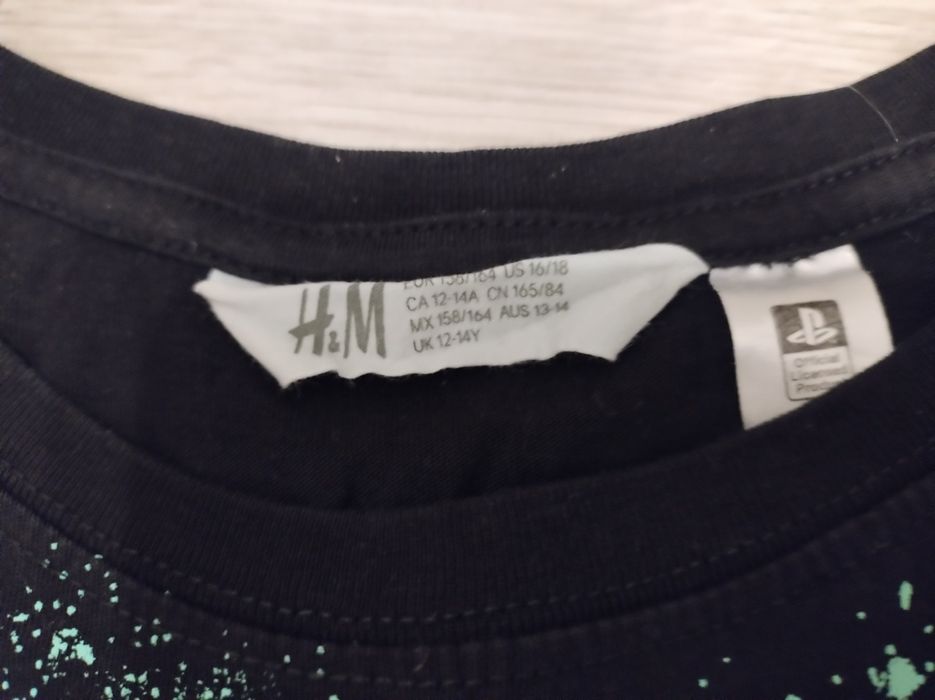 H&M
EUR 158/164 US 16/18
CA 12-14A CN 165/84
MX 158/164 AUS 13-14
UK 12-14Y
Official
Licensed
Product